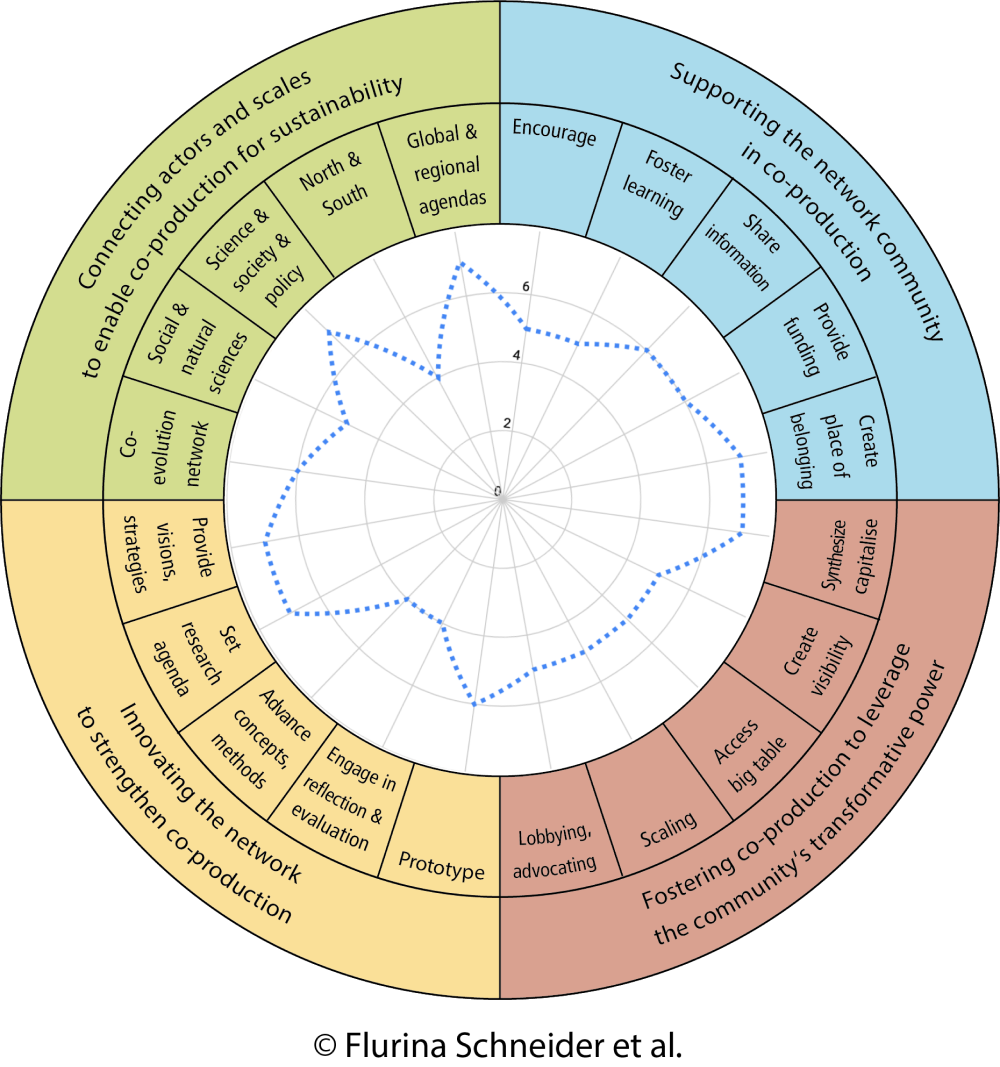 Connecting actors and scales
to enable co-production for sustainability
Supporting the network community
in co-production
Encourage
Foster
learning
Share
information
Provide
funding
Create
place of
belonging
Synthesize
capitalise
Create
visibility
Access
big table
Scaling
Lobbying,
advocating
Fostering co-production to leverage
the community's transformative power
Prototype
Engage in
reflection &
evaluation
Advance
concepts,
methods
Set
research
agenda
Provide
visions,
strategies
Innovating the network
to strengthen co-production
Co-
evolution
network
Social &
natural
sciences
Science &
society &
policy
North &
South
Global &
regional
agendas
6
4
2
0
© Flurina Schneider et al.